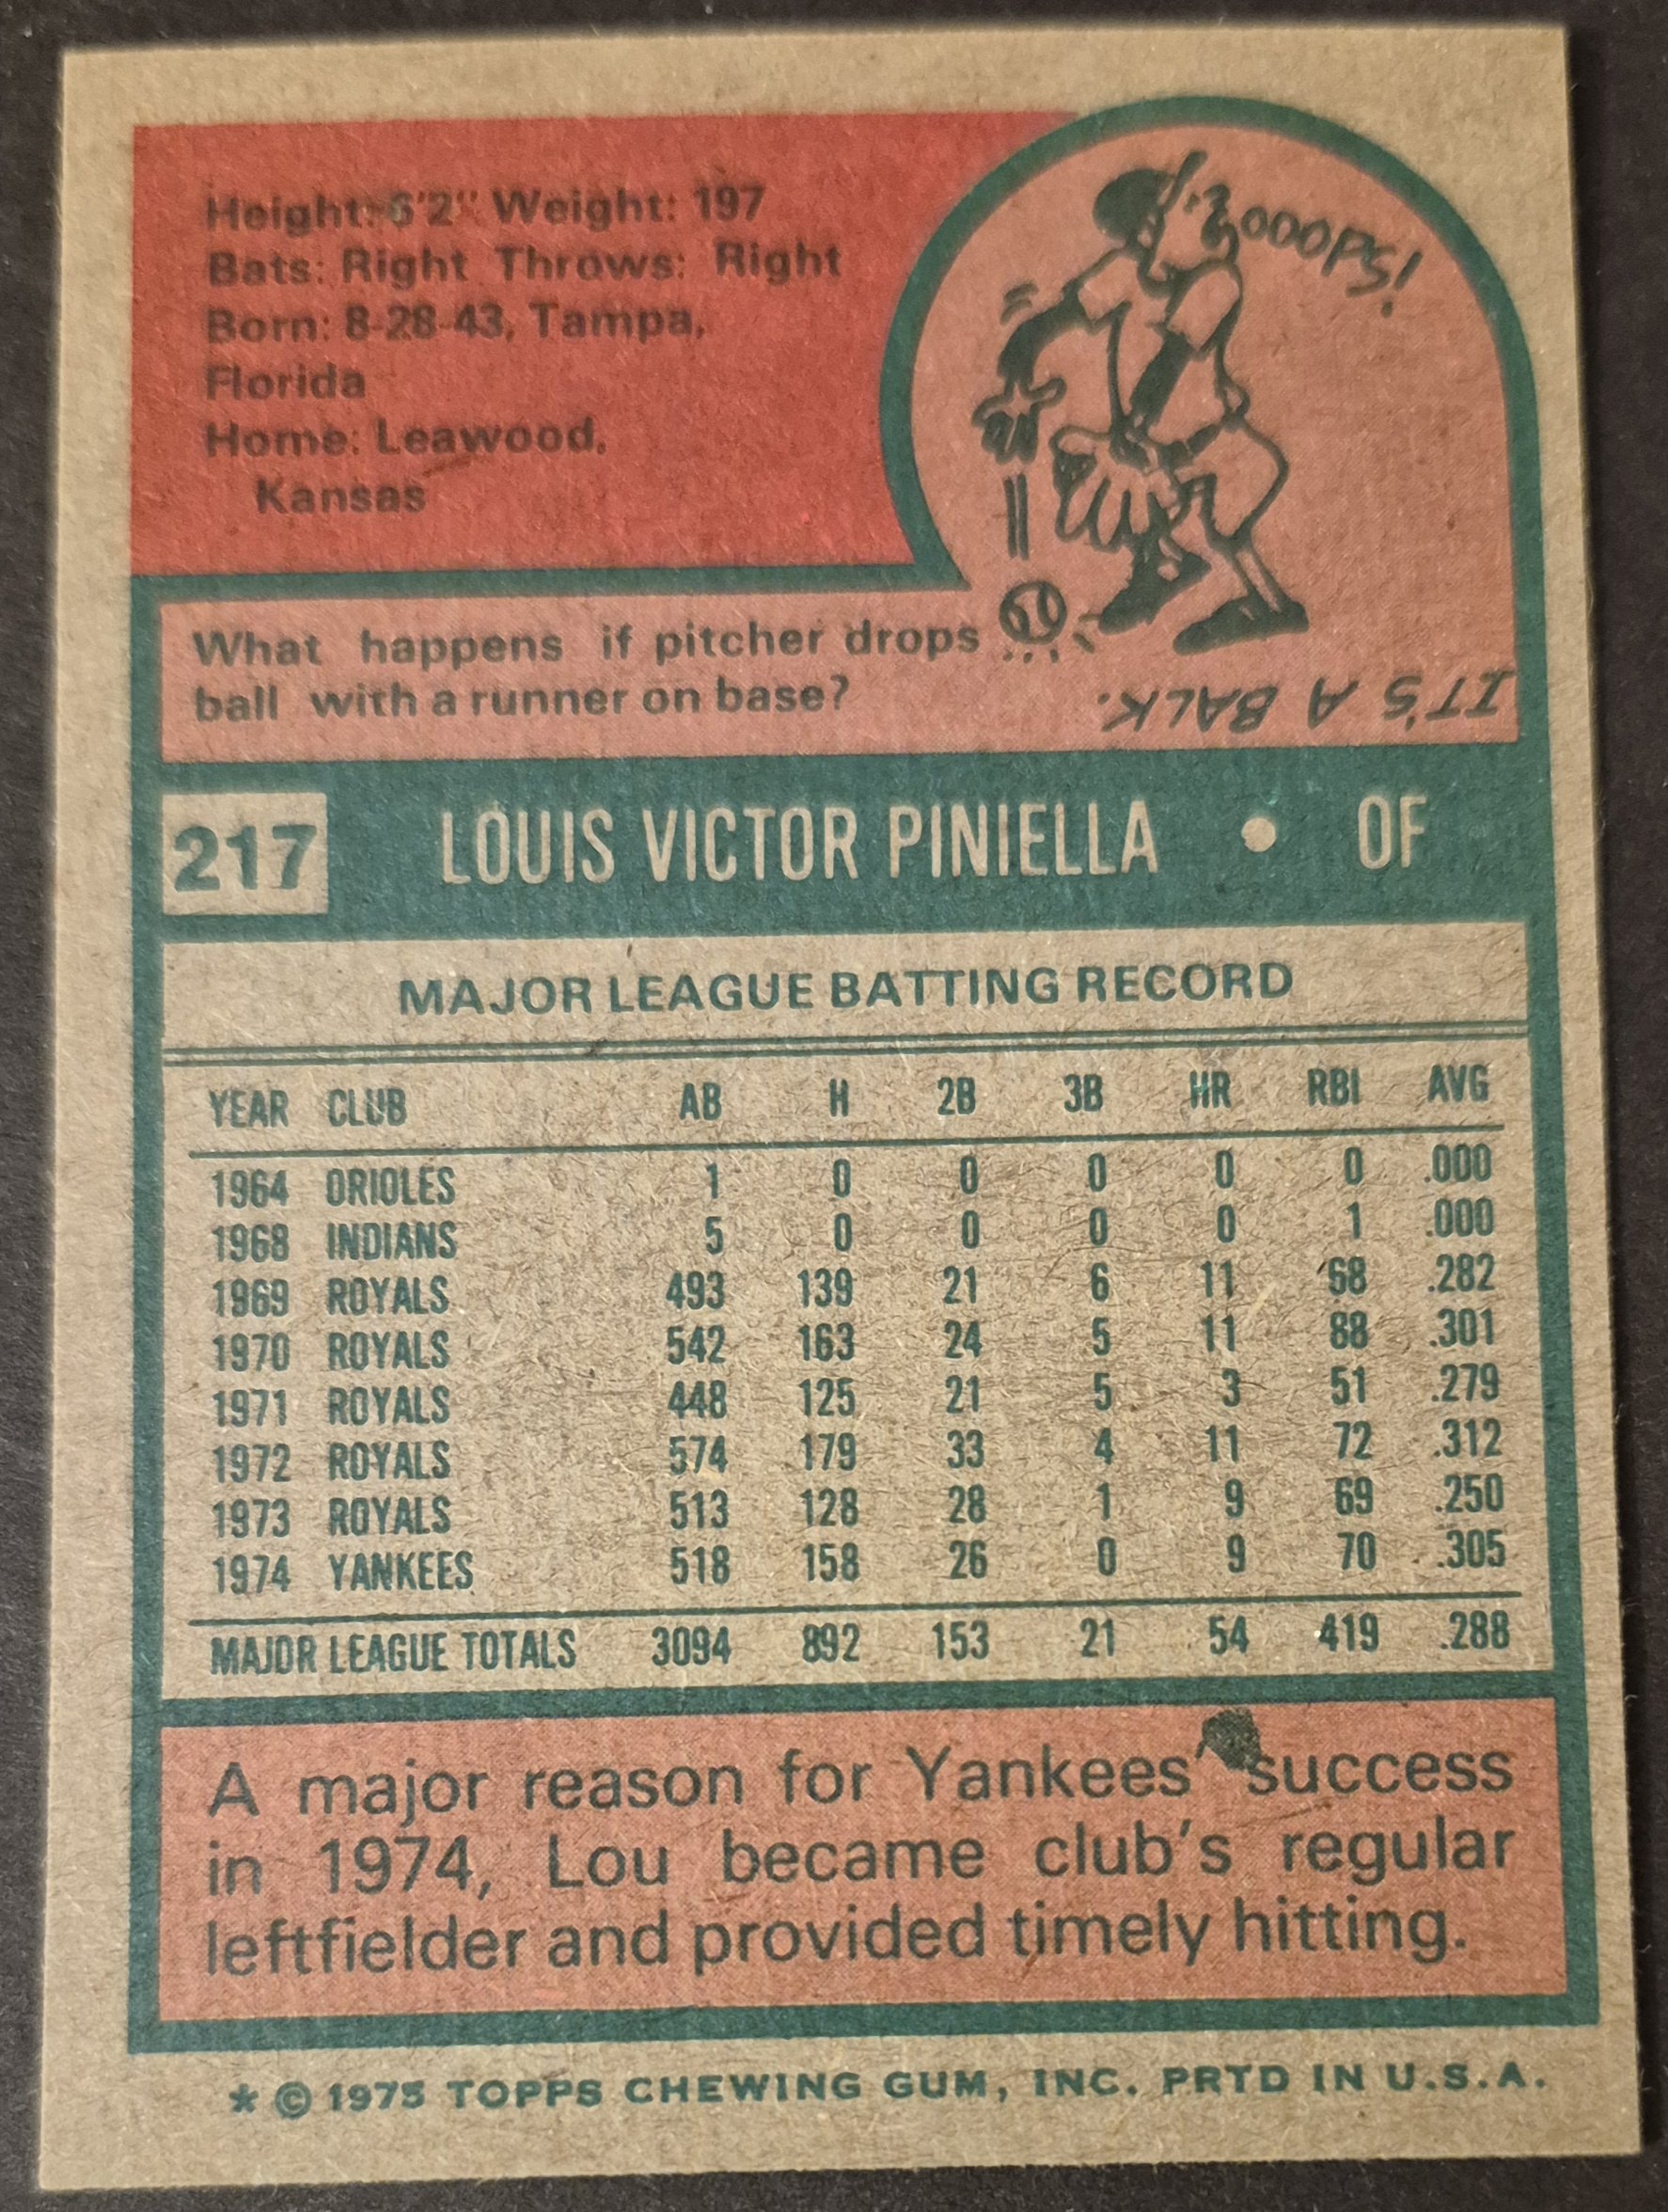 Height: 6'2" Weight: 197
Bats: Right Throws: Right
Born: 8-28-43, Tampa,
Florida
Home: Leawood,
Kansas
OOOOPS!
What happens if pitcher drops
ball with a runner on base?
IT'S A BALK.
217 LOUIS VICTOR PINIELLA • OF
MAJOR LEAGUE BATTING RECORD
YEAR CLUB AB H 2B 3B HR RBI AVG
1964 ORIOLES 1 0 0 0 0 0 .000
1968 INDIANS 5 0 0 0 0 1 .000
1969 ROYALS 493 139 21 6 11 68 .282
1970 ROYALS 542 163 24 5 11 88 .301
1971 ROYALS 448 125 21 5 3 51 .279
1972 ROYALS 574 179 33 4 11 72 .312
1973 ROYALS 513 128 28 1 9 69 .250
1974 YANKEES 518 158 26 0 9 70 .305
MAJOR LEAGUE TOTALS 3094 892 153 21 54 419 .288
A major reason for Yankees' success
in 1974, Lou became club's regular
leftfielder and provided timely hitting.
* © 1975 TOPPS CHEWING GUM, INC. PRTD IN U.S.A.